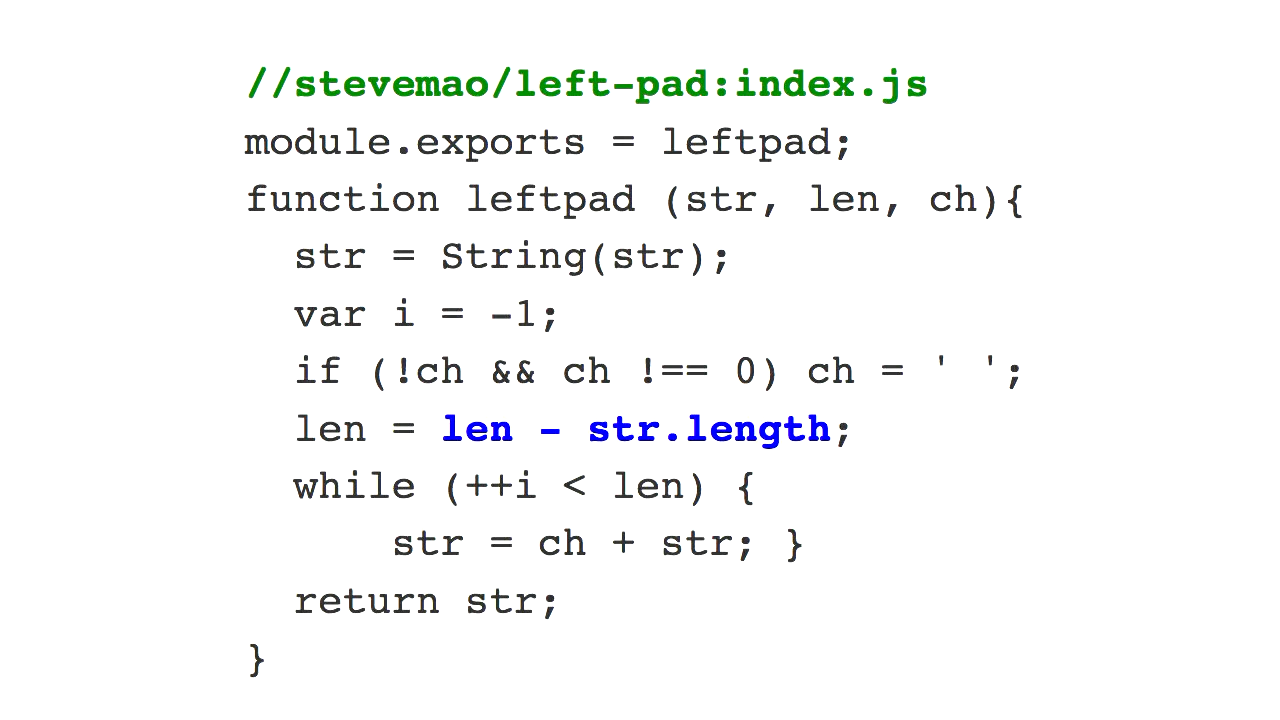 //stevemao/left-pad:index.js
module.exports = leftpad;
function leftpad (str, len, ch){
  str = String(str);
  var i = -1;
  if (!ch && ch !== 0) ch = ' ';
  len = len - str.length;
  while (++i < len) {
      str = ch + str; }
  return str;
}